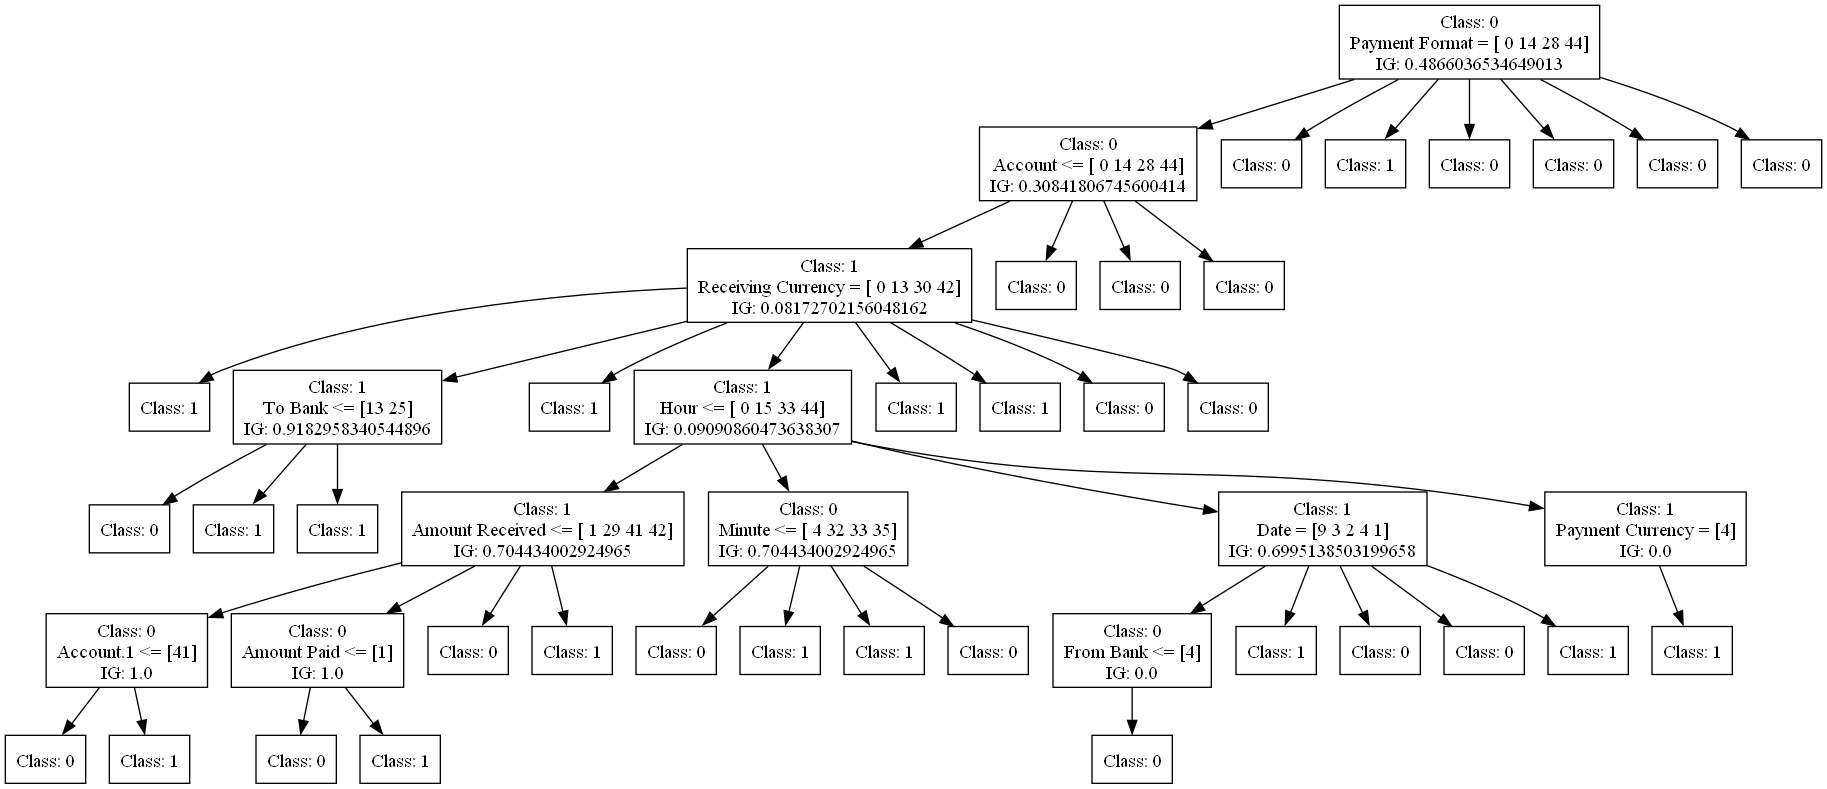 Class: 0
Payment Format = [ 0 14 28 44]
IG: 0.4866036534649013
Class: 0
Account <= [ 0 14 28 44]
IG: 0.30841806745600414
Class: 0
Class: 1
Class: 0
Class: 0
Class: 0
Class: 0
Class: 1
Receiving Currency = [ 0 13 30 42]
IG: 0.08172702156048162
Class: 0
Class: 0
Class: 0
Class: 1
Class: 1
To Bank <= [13 25]
IG: 0.9182958340544896
Class: 1
Class: 1
Hour <= [ 0 15 33 44]
IG: 0.09090860473638307
Class: 1
Class: 1
Class: 0
Class: 0
Class: 0
Class: 1
Class: 1
Class: 1
Amount Received <= [ 1 29 41 42]
IG: 0.704434002924965
Class: 0
Minute <= [ 4 32 33 35]
IG: 0.704434002924965
Class: 1
Date = [9 3 2 4 1]
IG: 0.6995138503199658
Class: 1
Payment Currency = [4]
IG: 0.0
Class: 0
Account.1 <= [41]
IG: 1.0
Class: 0
Amount Paid <= [1]
IG: 1.0
Class: 0
Class: 1
Class: 0
Class: 1
Class: 1
Class: 0
Class: 0
From Bank <= [4]
IG: 0.0
Class: 1
Class: 0
Class: 0
Class: 1
Class: 1
Class: 0
Class: 1
Class: 0
Class: 1
Class: 0